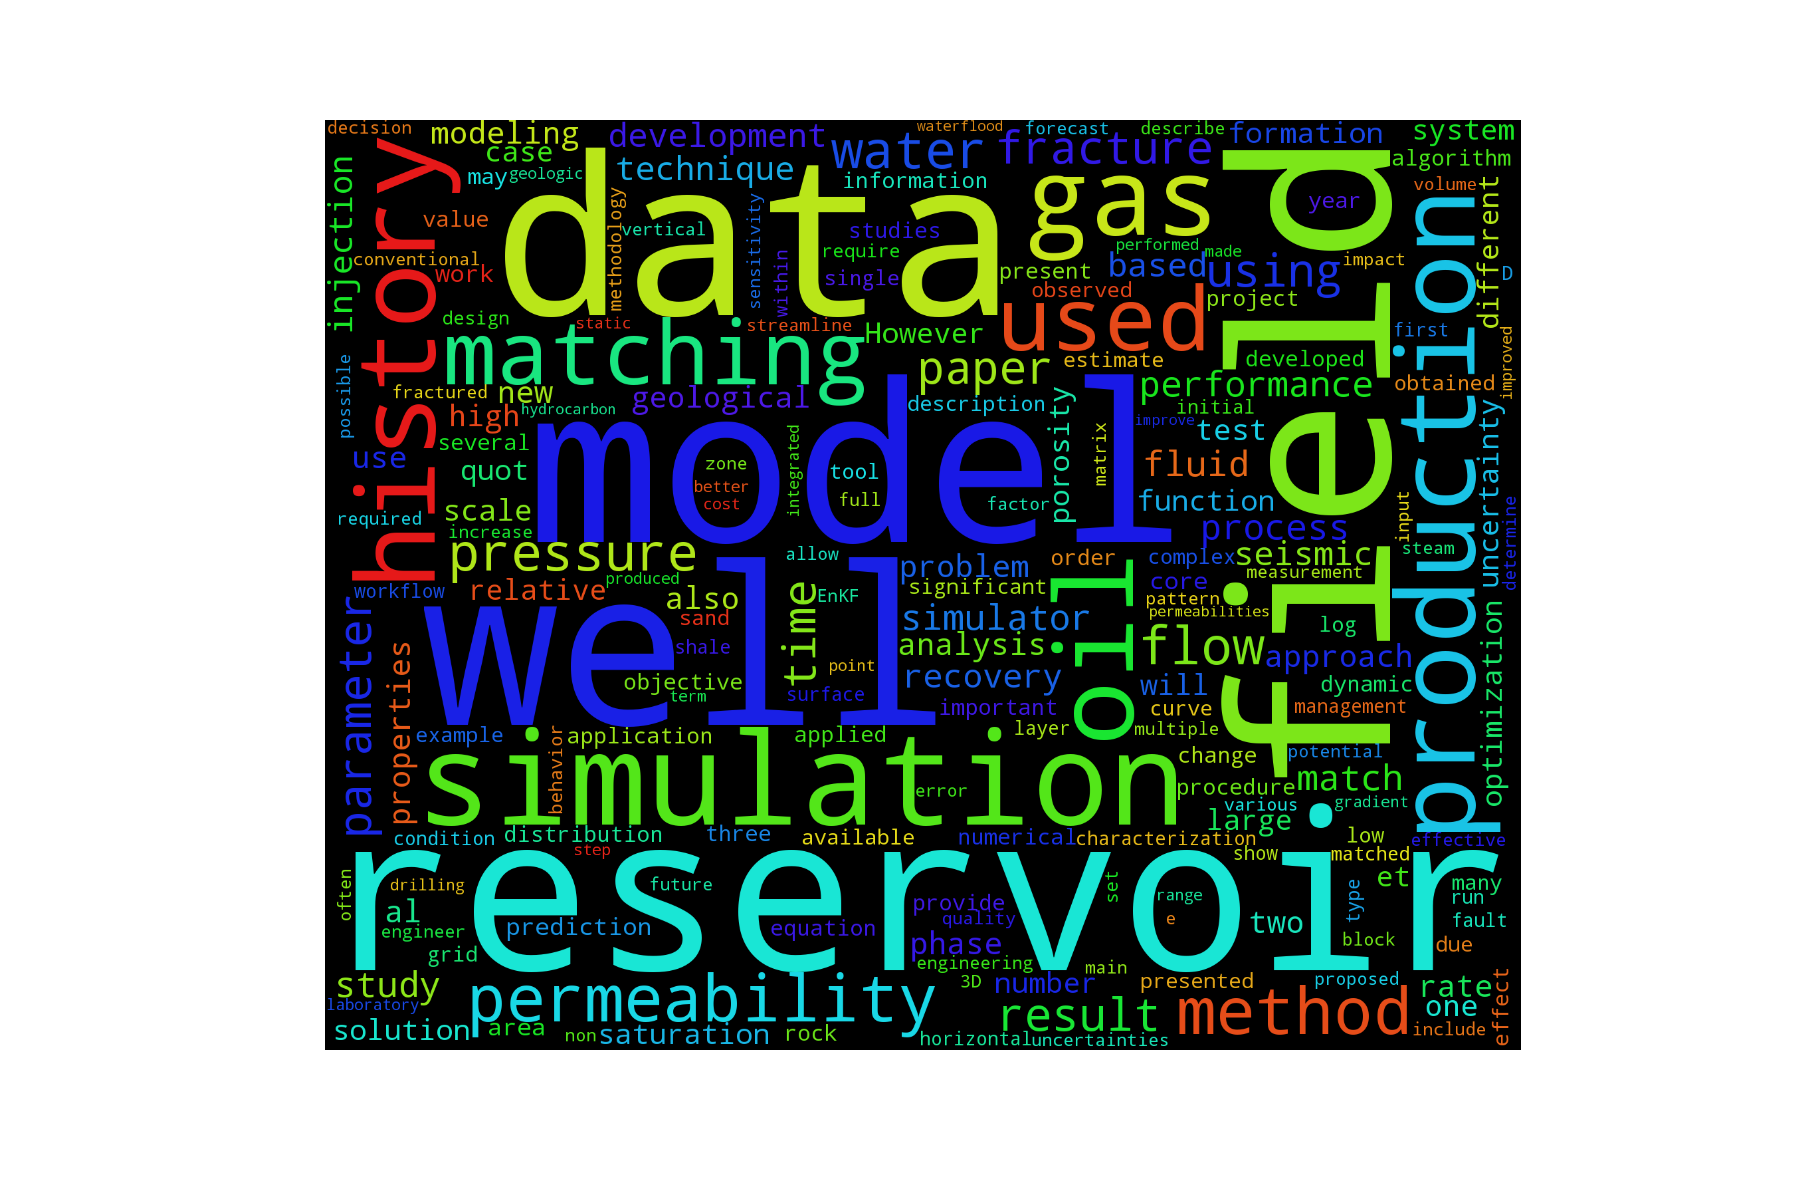 decision
modeling
development
waterflood
forecast
describe
formation
system
case
water
fracture
algorithm
may
geologic
technique
information
gas
volume
history
data
field
year
injection
value
methodology
vertical
sensitivity
studies
performed
made
different
conventional
work
within
require
single
present
based
using
impact
D
observed
used
project
production
design
static
streamline
However
first
improved
possible
matching
paper
estimate
developed
performance
obtained
fractured
new
geological
description
initial
high
hydrocarbon
model
porosity
improve
test
uncertainty
several
integrated
matrix
use
quot
zone
tool
fluid
better
full
factor
function
input
cost
required
scale
increase
process
determine
pressure
allow
problem
order
complex
seismic
steam
workflow
relative
produced
well
time
EnKF
significant
oil
core
measurement
pattern
also
sand
simulator
permeabilities
log
parameter
properties
shale
analysis
flow
approach
optimization
point
objective
term
surface
recovery
will
dynamic
important
curve
management
example
behavior
application
applied
layer
multiple
change
potential
simulation
error
procedure
match
various
gradient
large
condition
distribution
three
available
numerical
characterization
low
effective
step
show
matched
reservoir
often
drilling
future
set
range
type
et
many
run
al
provide
quality
e
two
fault
engineer
prediction
equation
phase
block
due
grid
engineering
main
study
3D
number
presented
proposed
rate
effect
laboratory
permeability
result
method
one
include
solution
area
non
saturation
rock
horizontal
uncertainties